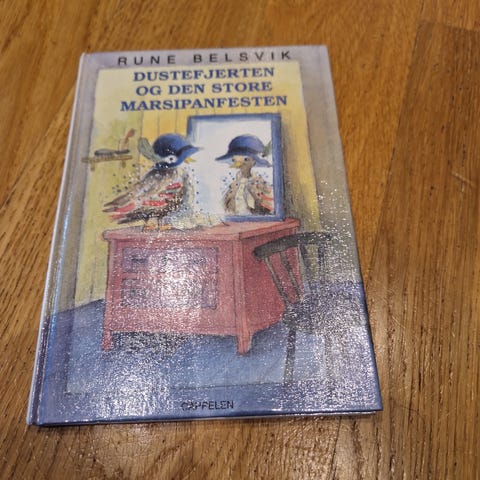 RUNE BELSVIK
DUSTEFJERTEN
OG DEN STORE
MARSIPANFESTEN
CAPPELEN